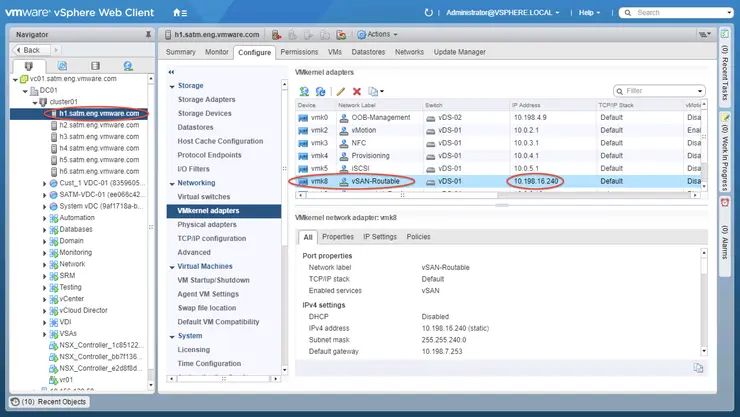 vmware® vSphere Web Client
Administrator@VSPHERE.LOCAL
Help
Search
Navigator
Back
vc01.satm.eng.vmware.com
DC01
cluster01
h1.satm.eng.vmware.com
h2.satm.eng.vmware.com
h3.satm.eng.vmware.com
h4.satm.eng.vmware.com
h5.satm.eng.vmware.com
h6.satm.eng.vmware.com
Cust_1 VDC-01 (8359605...
SATM-VDC-01 (ee066c42...
System VDC (9af1718a-b...
Automation
Databases
Domain
Monitoring
Network
SRM
Testing
vCenter
vCloud Director
VDI
VSAs
NSX_Controller_1c85122...
NSX_Controller_bb7f136...
NSX_Controller_e2d8f8d...
vr01
(10) Recent Objects
h1.satm.eng.vmware.com
Actions
Summary Monitor Configure Permissions VMs Datastores Networks Update Manager
Storage
Storage Adapters
Storage Devices
Datastores
Host Cache Configuration
Protocol Endpoints
I/O Filters
Networking
Virtual switches
VMkernel adapters
Physical adapters
TCP/IP configuration
Advanced
Virtual Machines
VM Startup/Shutdown
Agent VM Settings
Swap file location
Default VM Compatibility
System
Licensing
Time Configuration
VMkernel adapters
Filter
Device Network Label Switch IP Address TCP/IP Stack vMotio
vmk0 OOB-Management vDS-02 10.198.4.9 Default Disa
vmk2 vMotion vDS-01 10.0.2.1 Default Enabl
vmk3 NFC vDS-01 10.0.3.1 Default Disa
vmk4 Provisioning vDS-01 10.0.4.1 Default Disa
vmk5 iSCSI vDS-01 10.0.5.1 Default Disa
vmk8 vSAN-Routable vDS-01 10.198.16.240 Default Disa
VMkernel network adapter: vmk8
All Properties IP Settings Policies
Port properties
Network label vSAN-Routable
TCP/IP stack Default
Enabled services vSAN
IPv4 settings
DHCP Disabled
IPv4 address 10.198.16.240 (static)
Subnet mask 255.255.240.0
Default gateway 10.198.7.253
(0) Recent Tasks
(0) Work In Progress
(0) Alarms